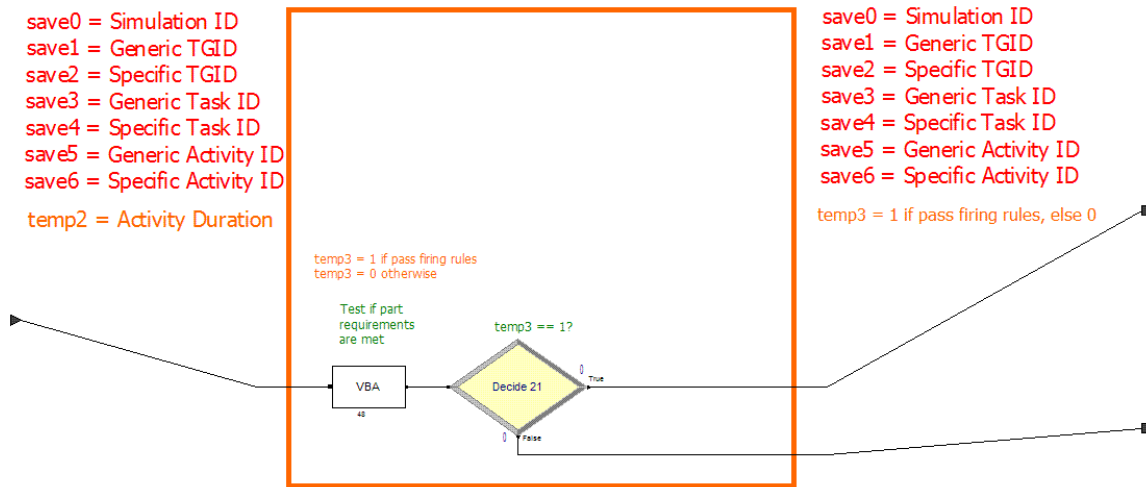 save0 = Simulation ID
save1 = Generic TGID
save2 = Specific TGID
save3 = Generic Task ID
save4 = Specific Task ID
save5 = Generic Activity ID
save6 = Specific Activity ID
temp2 = Activity Duration
temp3 = 1 if pass firing rules
temp3 = 0 otherwise
Test if part
requirements
are met
VBA
48
temp3 == 1?
Decide 21
0
True
0
False
save0 = Simulation ID
save1 = Generic TGID
save2 = Specific TGID
save3 = Generic Task ID
save4 = Specific Task ID
save5 = Generic Activity ID
save6 = Specific Activity ID
temp3 = 1 if pass firing rules, else 0